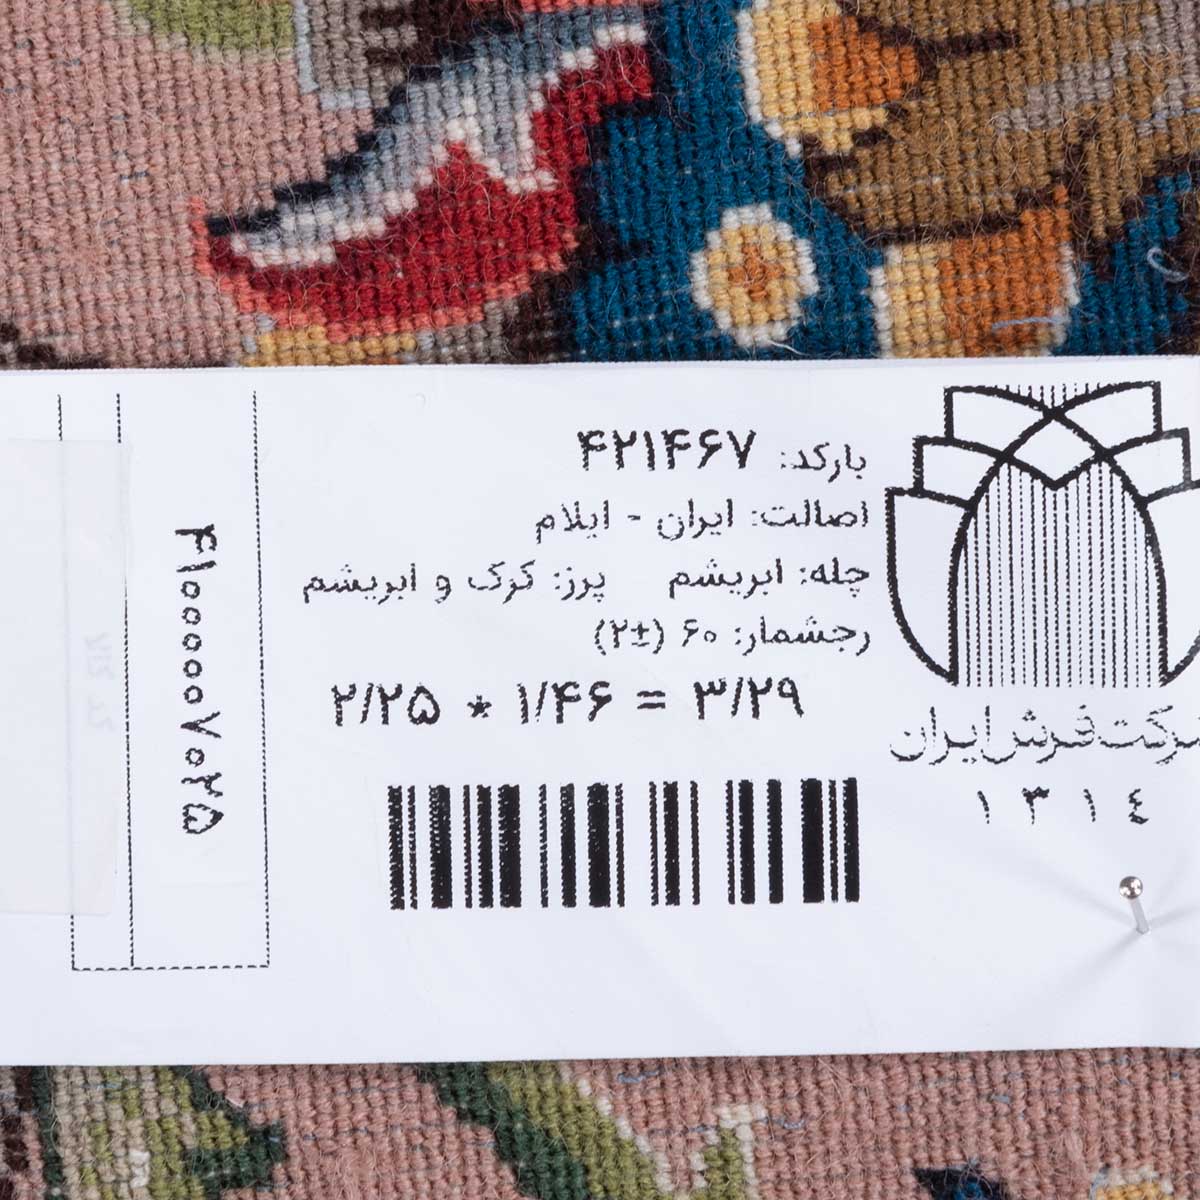 بارکد: ۴۲۱۴۶۷
اصالت: ایران - ایلام
چله: ابریشم پرز: کرک و ابریشم
رجشمار: ۶۰ (±۲)
۲/۲۵ * ۱/۴۶ = ۳/۲۹
شرکت فرش ایران
۱۳۱٤
۴۱۰۰۰۰۰۷۰۲۵